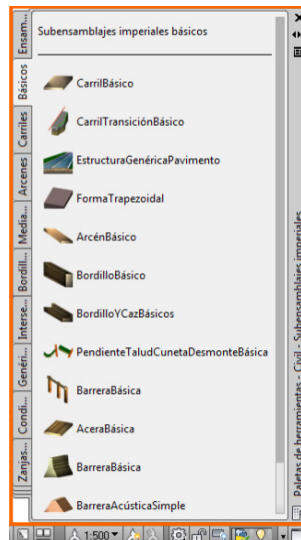 Subensamblajes imperiales básicos
Ensam...
Básicos
Carriles
Arcenes
Media...
Bordill...
Interse...
Genéri...
Condi...
Zanjas...
CarrilBásico
CarrilTransiciónBásico
EstructuraGenéricaPavimento
FormaTrapezoidal
ArcénBásico
BordilloBásico
BordilloYCazBásicos
PendienteTaludCunetaDesmonteBásica
BarreraBásica
AceraBásica
BarreraBásica
BarreraAcústicaSimple
Paletas de herramientas - Civil - Subensamblajes imperiales
1:500